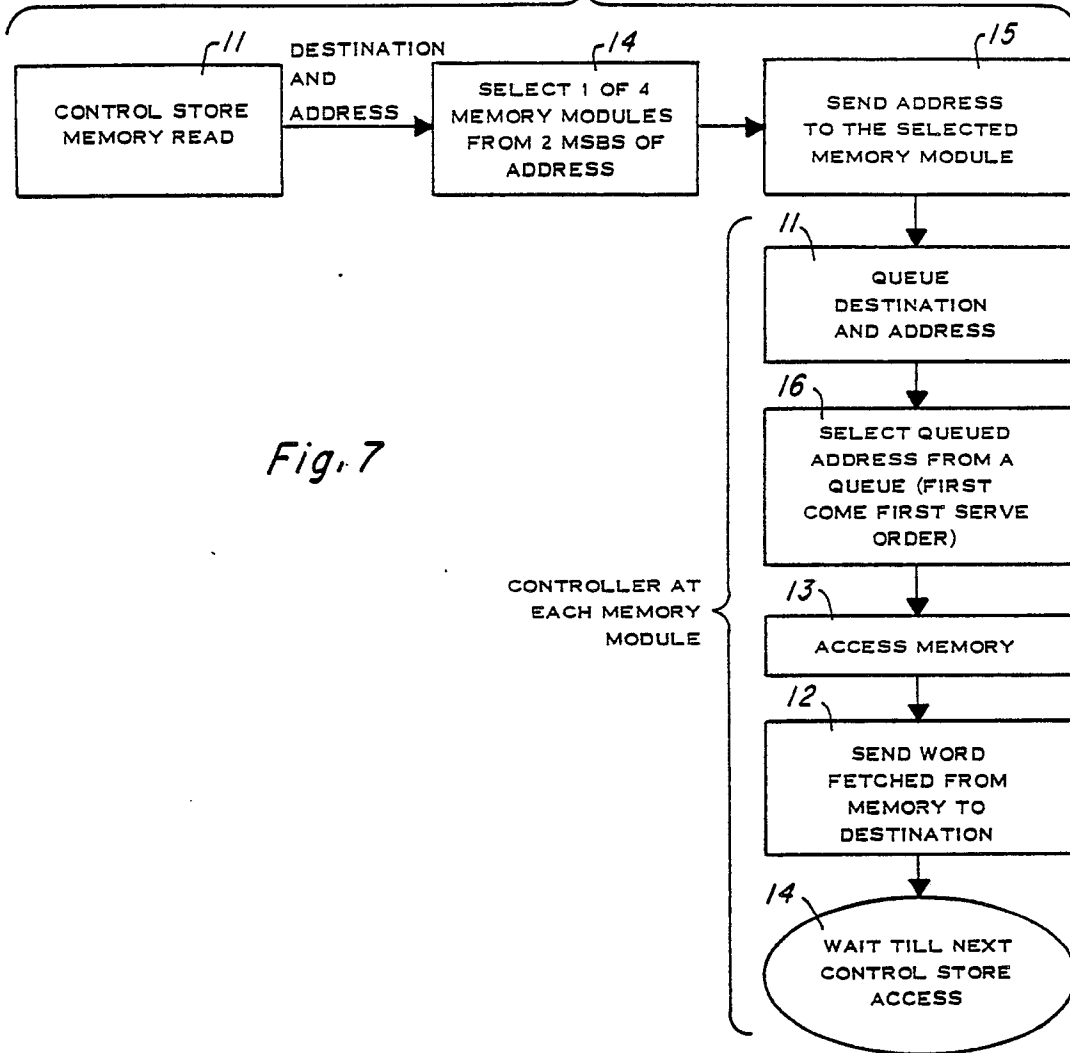 11
CONTROL STORE
MEMORY READ
DESTINATION
AND
ADDRESS
14
SELECT 1 OF 4
MEMORY MODULES
FROM 2 MSBS OF
ADDRESS
15
SEND ADDRESS
TO THE SELECTED
MEMORY MODULE
11
QUEUE
DESTINATION
AND ADDRESS
16
SELECT QUEUED
ADDRESS FROM A
QUEUE (FIRST
COME FIRST SERVE
ORDER)
Fig. 7
CONTROLLER AT
EACH MEMORY
MODULE
13
ACCESS MEMORY
12
SEND WORD
FETCHED FROM
MEMORY TO
DESTINATION
14
WAIT TILL NEXT
CONTROL STORE
ACCESS